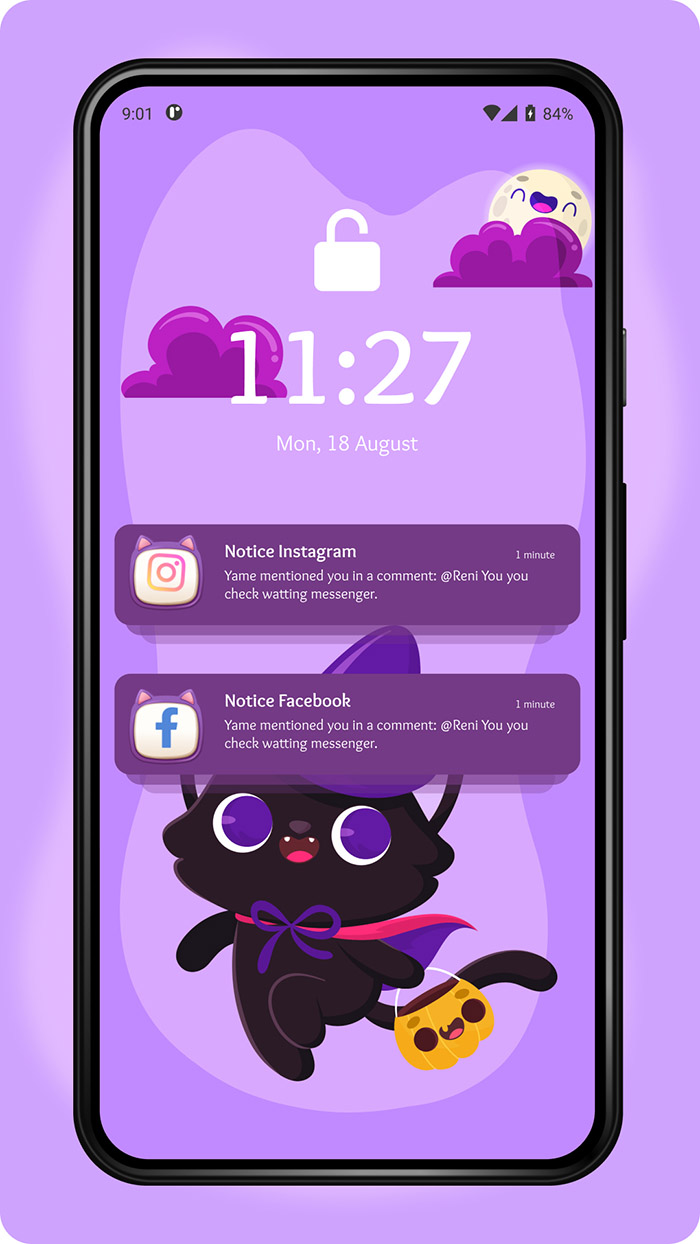 9:01
84%
11:27
Mon, 18 August
Notice Instagram
1 minute
Yame mentioned you in a comment: @Reni You you
check watting messenger.
Notice Facebook
1 minute
Yame mentioned you in a comment: @Reni You you
check watting messenger.